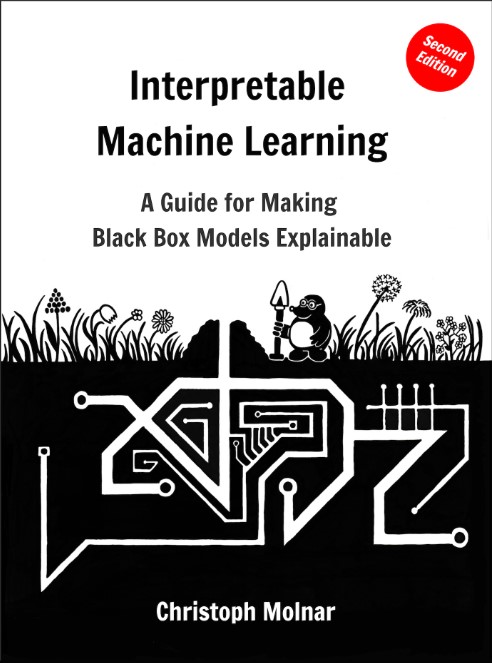 Second
Edition
Interpretable
Machine Learning
A Guide for Making
Black Box Models Explainable
Christoph Molnar